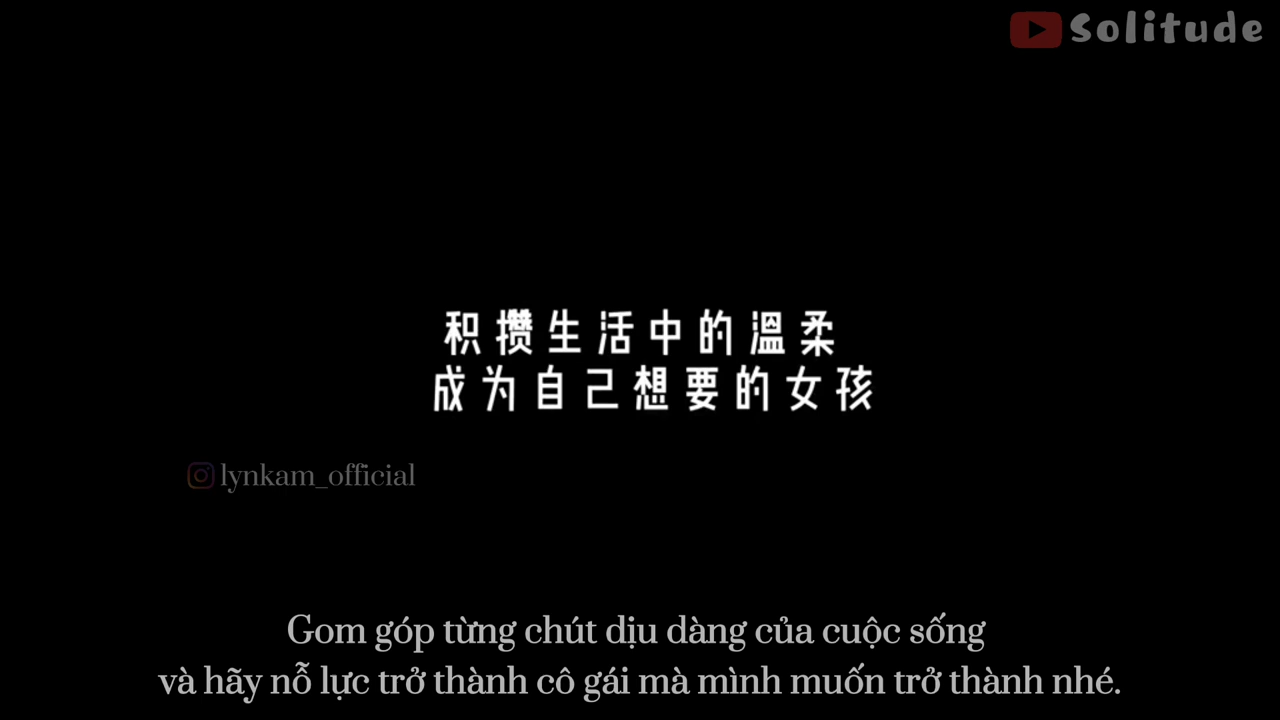 Solitude
积攒生活中的溫柔
成为自己想要的女孩
lynkam_official
Gom góp từng chút dịu dàng của cuộc sống
và hãy nỗ lực trở thành cô gái mà mình muốn trở thành nhé.